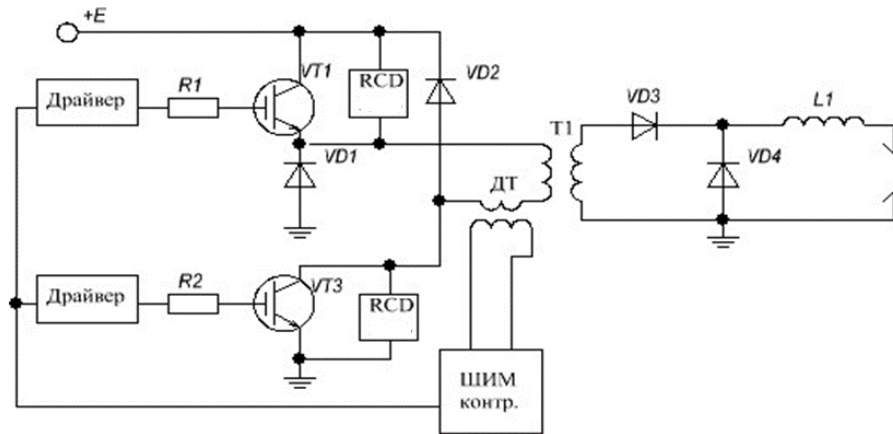 +E
VT1
RCD
VD2
Драйвер
R1
VD1
VD3
L1
T1
VD4
ДТ
Драйвер
R2
VT3
RCD
ШИМ
контр.